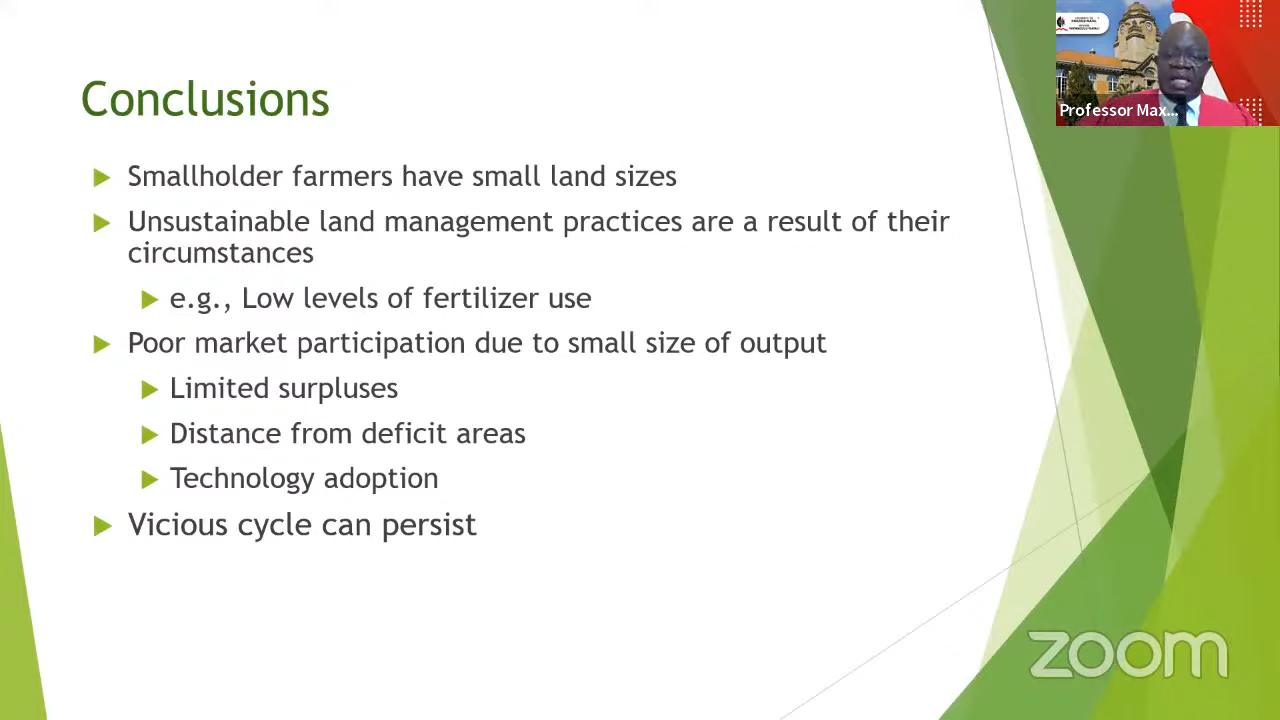 Conclusions
Smallholder farmers have small land sizes
Unsustainable land management practices are a result of their
circumstances
e.g., Low levels of fertilizer use
Poor market participation due to small size of output
Limited surpluses
Distance from deficit areas
Technology adoption
Vicious cycle can persist
Professor Max...
zoom